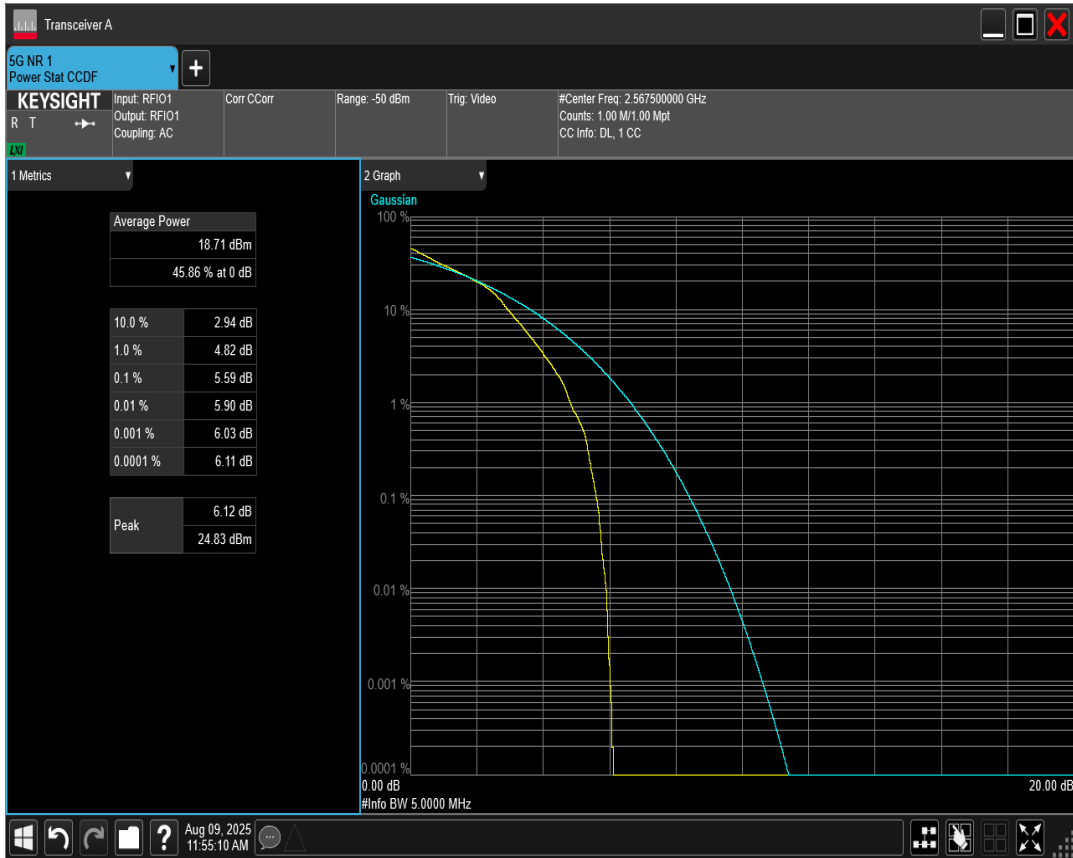 Transceiver A
5G NR 1
Power Stat CCDF
+
KEYSIGHT
R T
LXI
Input: RFIO1
Output: RFIO1
Coupling: AC
Corr CCorr
Range: -50 dBm
Trig: Video
#Center Freq: 2.567500000 GHz
Counts: 1.00 M/1.00 Mpt
CC Info: DL, 1 CC
1 Metrics
Average Power
18.71 dBm
45.86 % at 0 dB
10.0 % 2.94 dB
1.0 % 4.82 dB
0.1 % 5.59 dB
0.01 % 5.90 dB
0.001 % 6.03 dB
0.0001 % 6.11 dB
Peak
6.12 dB
24.83 dBm
2 Graph
Gaussian
100 %
10 %
1 %
0.1 %
0.01 %
0.001 %
0.0001 %
0.00 dB 20.00 dB
#Info BW 5.0000 MHz
?
Aug 09, 2025
11:55:10 AM